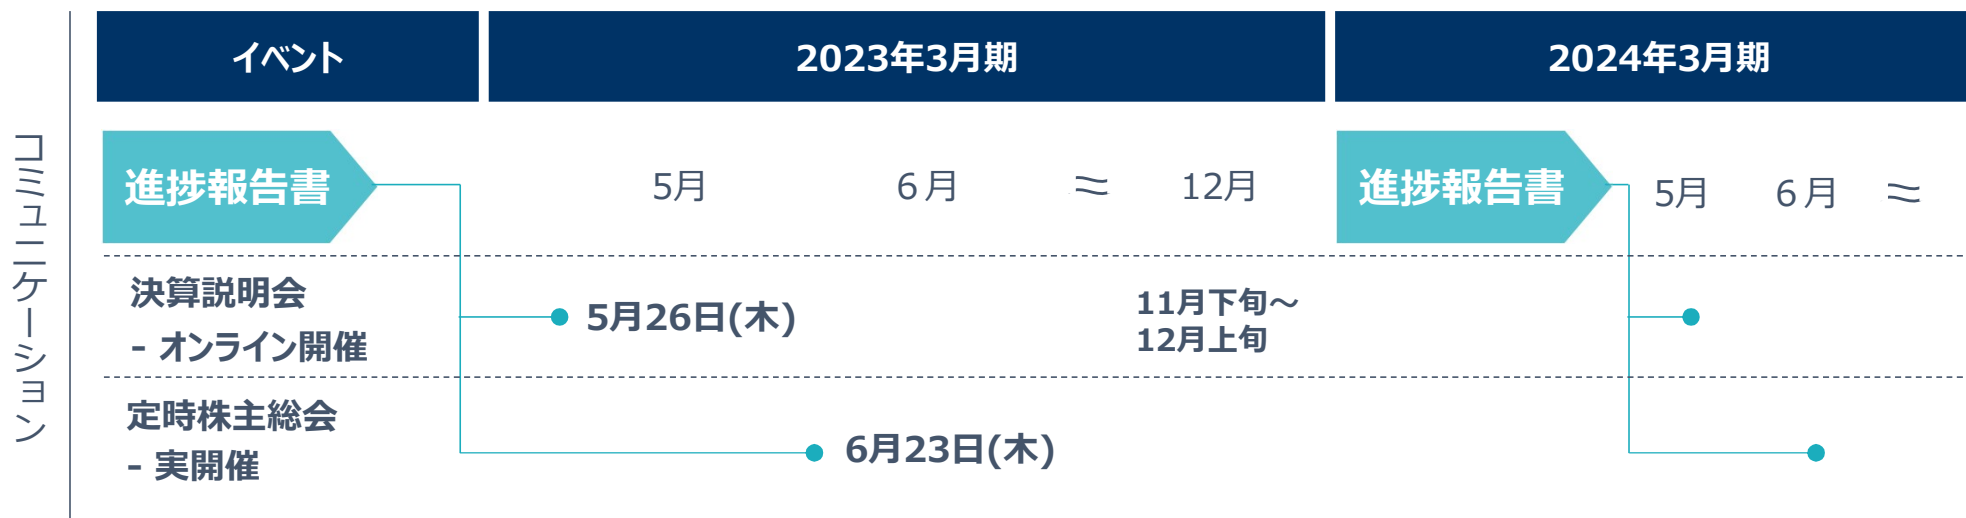 イベント
2023年3月期
2024年3月期
コミュニケーション
進捗報告書
5月
６月
≈
12月
進捗報告書
5月
６月
≈
決算説明会
- オンライン開催
5月26日(木)
11月下旬～
12月上旬
定時株主総会
- 実開催
6月23日(木)